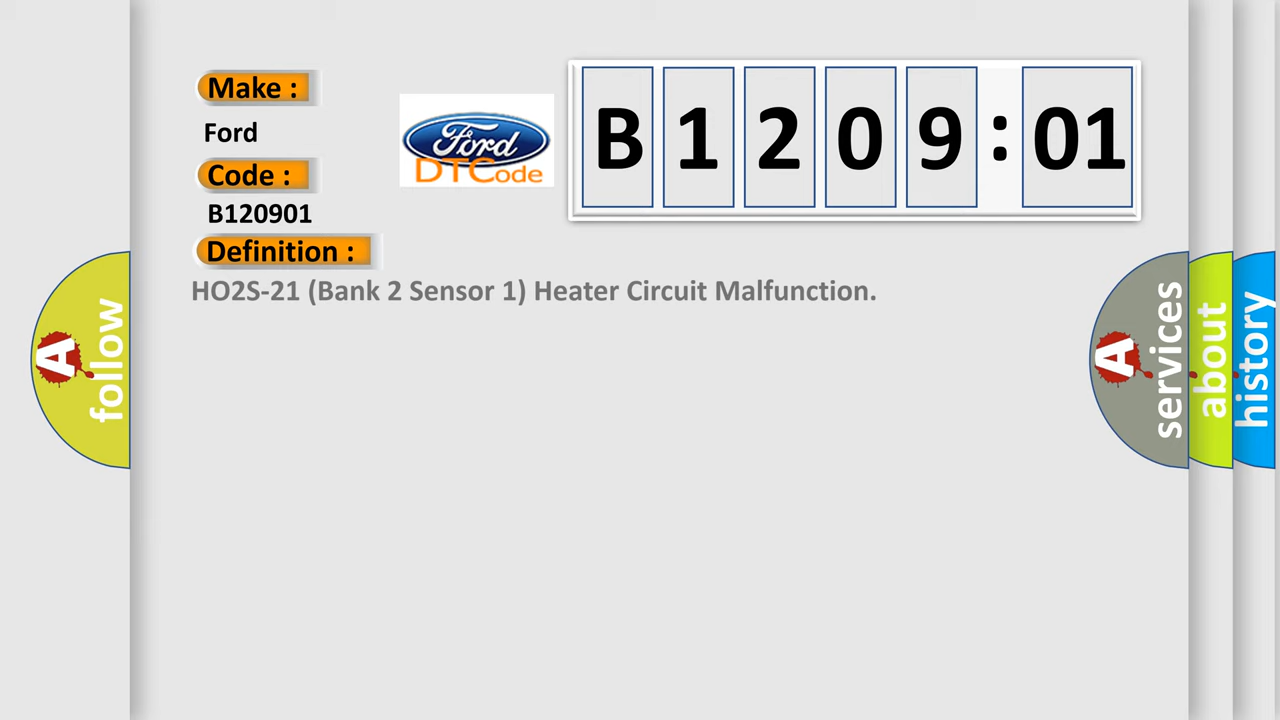 Make :
Ford
Code :
B120901
Definition :
HO2S-21 (Bank 2 Sensor 1) Heater Circuit Malfunction.
Ford
DTCode
B 1 2 0 9 : 01
A follow
A services
about
history